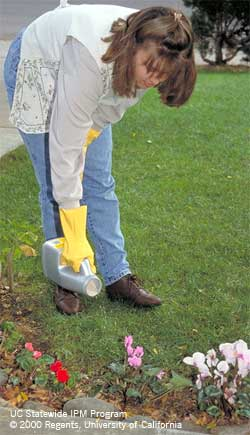 UC Statewide IPM Program
© 2000 Regents, University of California